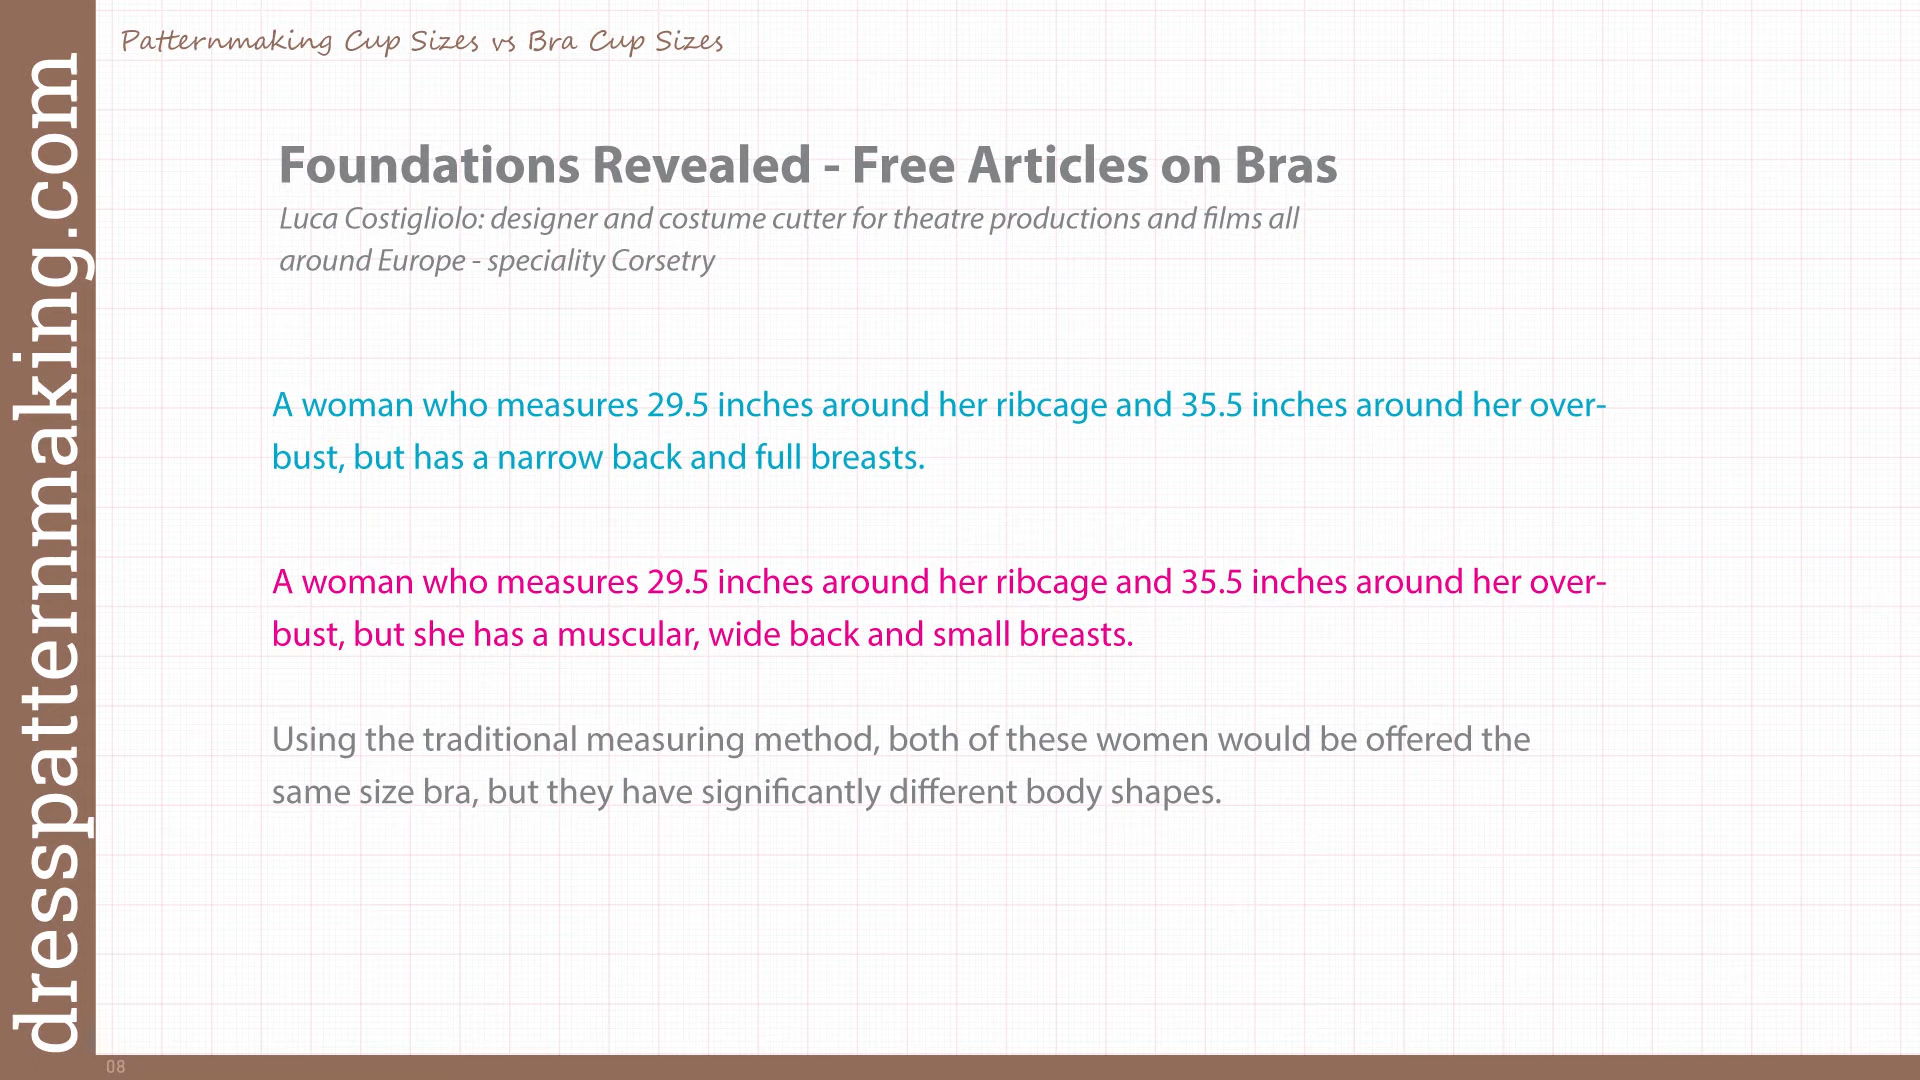 Patternmaking Cup Sizes vs Bra Cup Sizes
dresspatternmaking.com
Foundations Revealed - Free Articles on Bras
Luca Costigliolo: designer and costume cutter for theatre productions and films all
around Europe - speciality Corsetry
A woman who measures 29.5 inches around her ribcage and 35.5 inches around her over-
bust, but has a narrow back and full breasts.
A woman who measures 29.5 inches around her ribcage and 35.5 inches around her over-
bust, but she has a muscular, wide back and small breasts.
Using the traditional measuring method, both of these women would be offered the
same size bra, but they have significantly different body shapes.
08